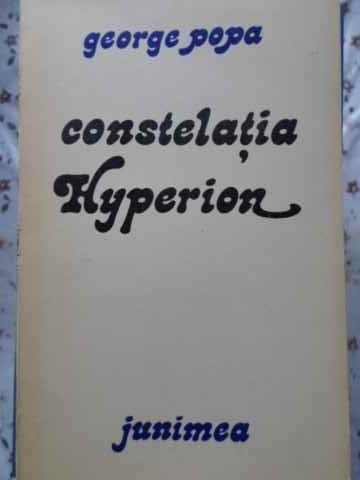 george popa
constelația
Hyperion
junimea